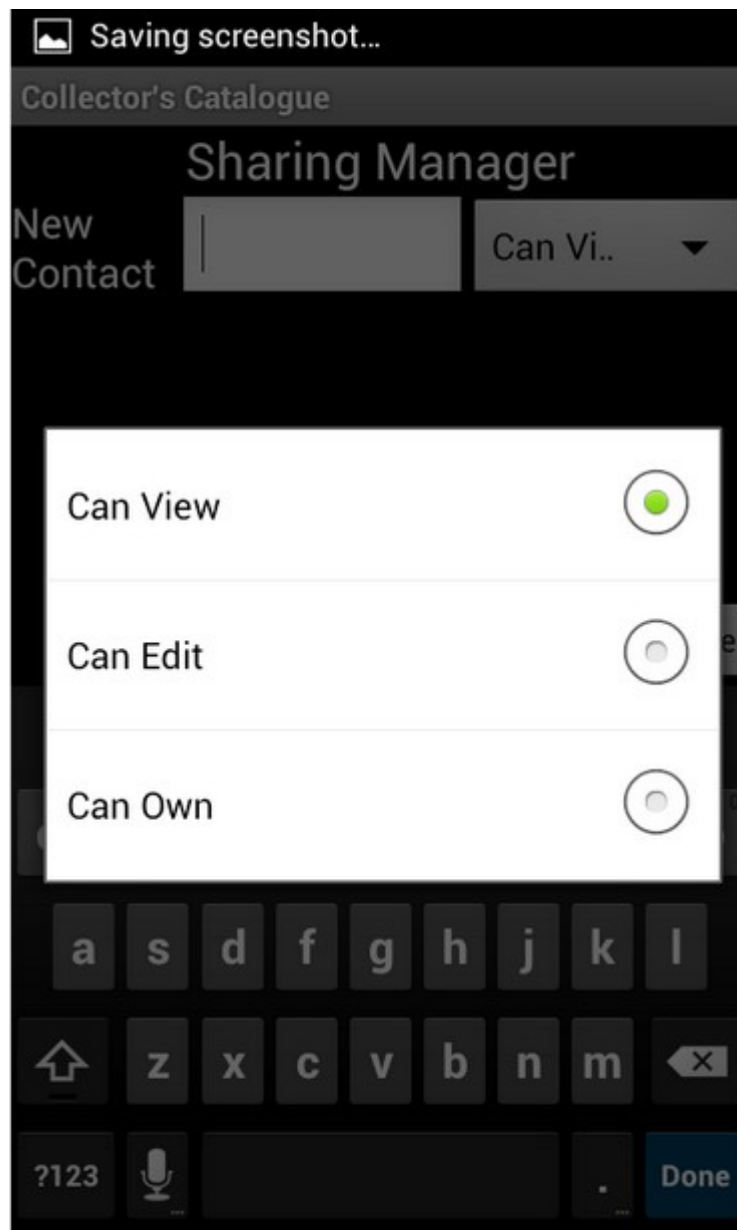 Saving screenshot...
Collector's Catalogue
Sharing Manager
New
Contact
Can Vi..
Can View
Can Edit
e
Can Own
a s d f g h j k l
z x c v b n m
?123
...
.
...
Done